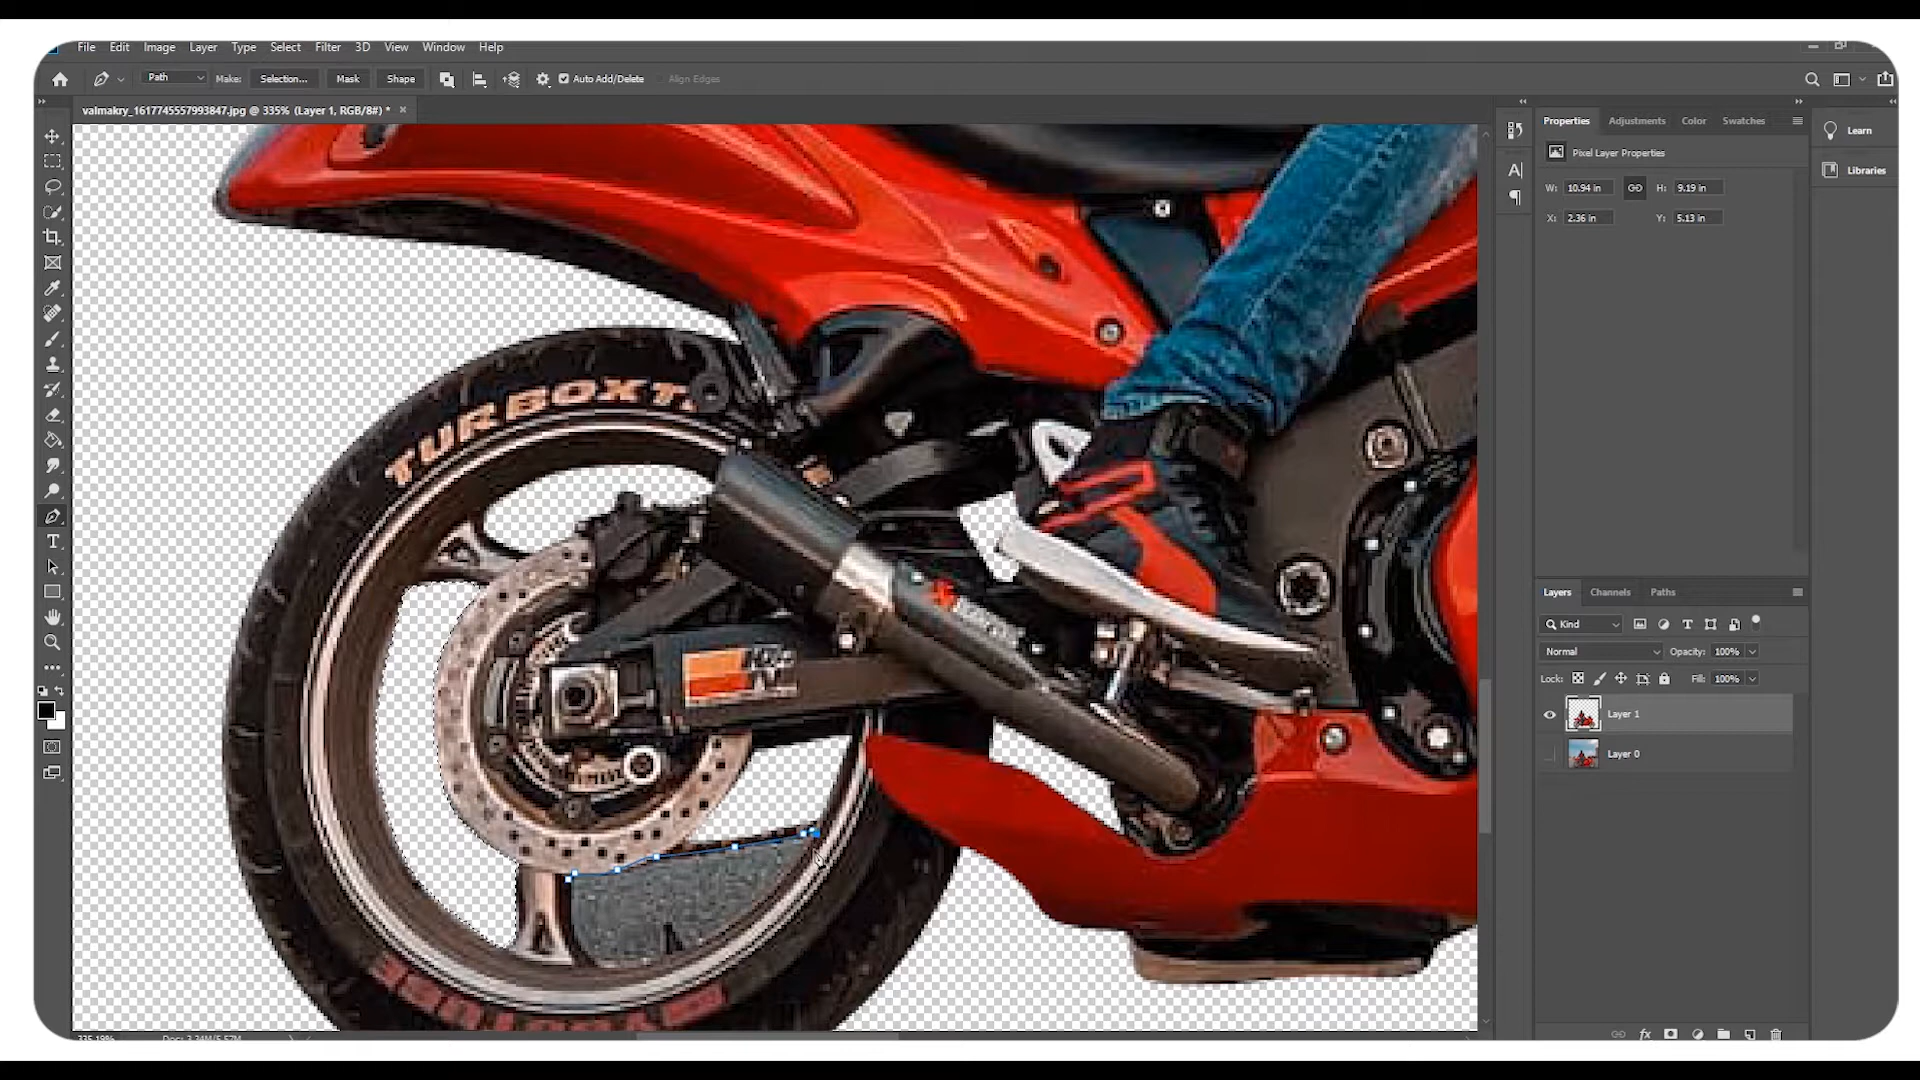 File Edit Image Layer Type Select Filter 3D View Window Help
Path Make: Selection... Mask Shape Auto Add/Delete Align Edges
valmakry_1617745557993847.jpg @ 335% (Layer 1, RGB/8#) * ×
Properties Adjustments Color Swatches
Learn
Pixel Layer Properties
Libraries
W: 10.94 in H: 9.19 in
X: 2.36 in Y: 5.13 in
TURBOXT
Layers Channels Paths
Kind
Normal Opacity: 100%
Lock: Fill: 100%
Layer 1
Layer 0
335.19% Doc: 3.34M/5.57M